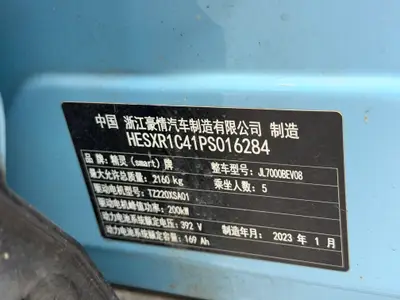 中国 浙江豪情汽车制造有限公司 制造
HESXR1C41PS016284
品 牌：精灵（smart）牌 整车型号：JL7000BEV08
最大允许总质量：2160 kg 乘坐人数：5
驱动电机型号：TZ220XSA01
驱动电机峰值功率：200kW
动力电池系统额定电压：392 V 制造年月：2023 年 1 月
动力电池系统额定容量：169 Ah